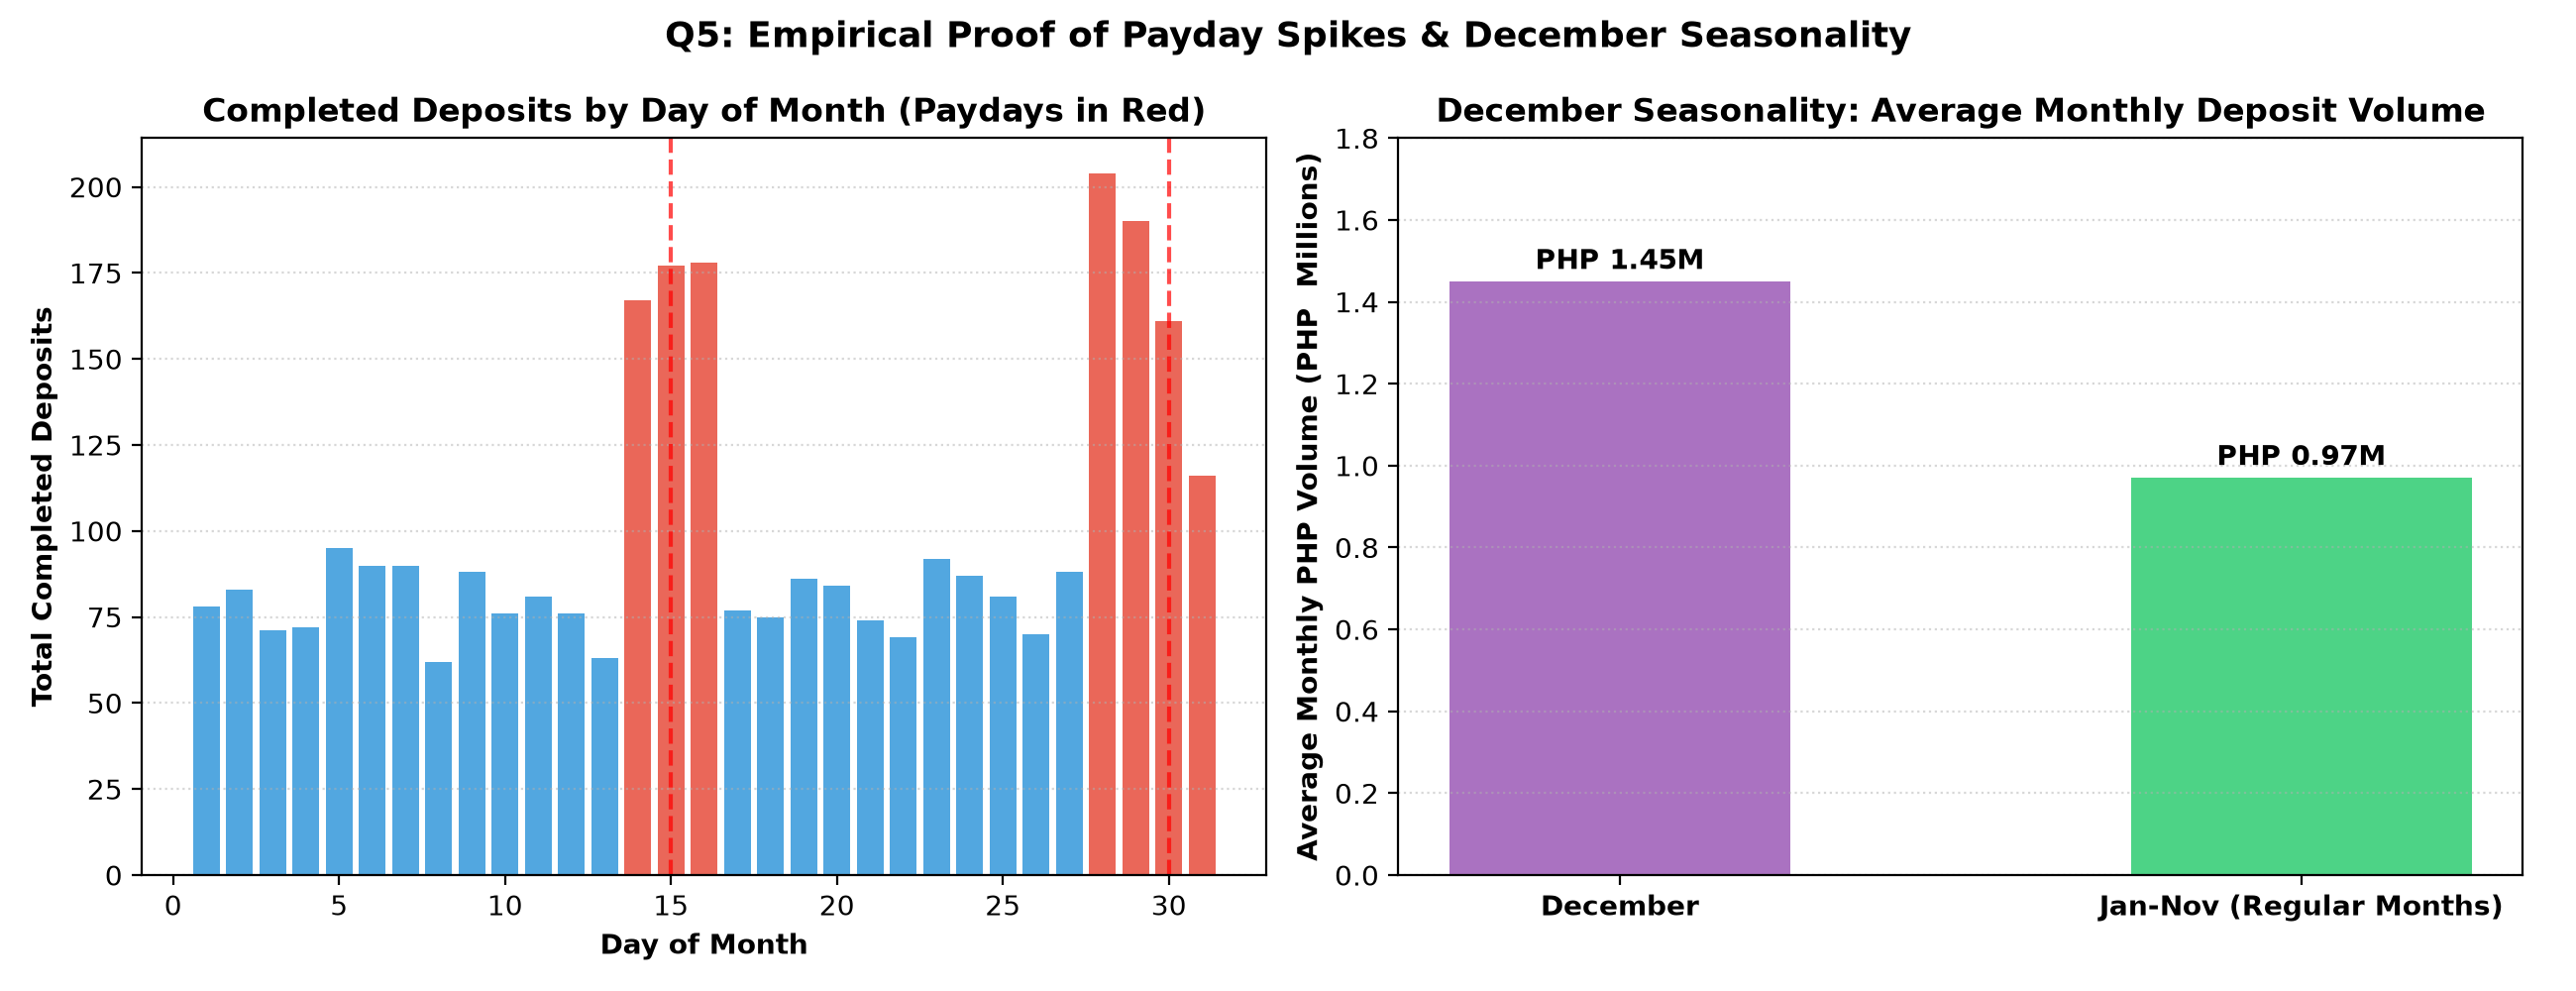 Q5: Empirical Proof of Payday Spikes & December Seasonality
Completed Deposits by Day of Month (Paydays in Red)
Total Completed Deposits
200
175
150
125
100
75
50
25
0
0 5 10 15 20 25 30
Day of Month
December Seasonality: Average Monthly Deposit Volume
Average Monthly PHP Volume (PHP  Millions)
1.8
1.6
1.4
1.2
1.0
0.8
0.6
0.4
0.2
0.0
PHP 1.45M
PHP 0.97M
December
Jan-Nov (Regular Months)